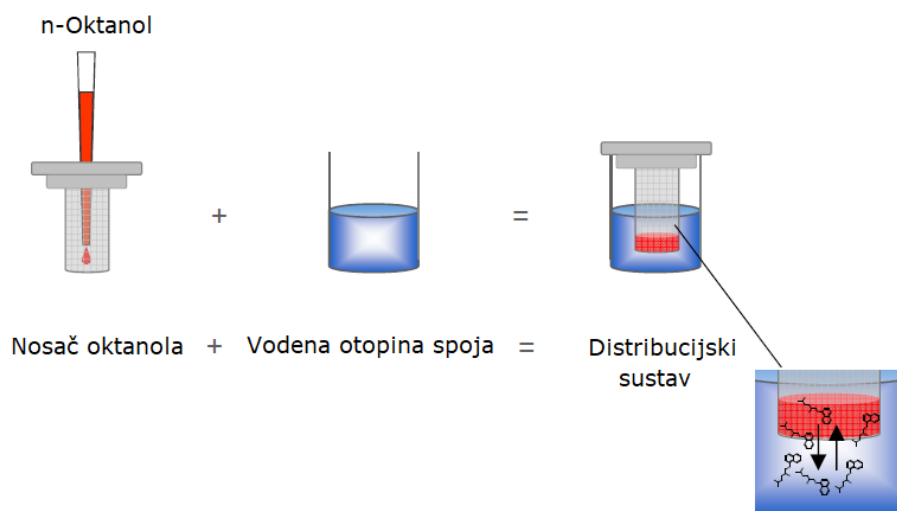 n-Oktanol
+
=
Nosač oktanola + Vodena otopina spoja = Distribucijski
sustav